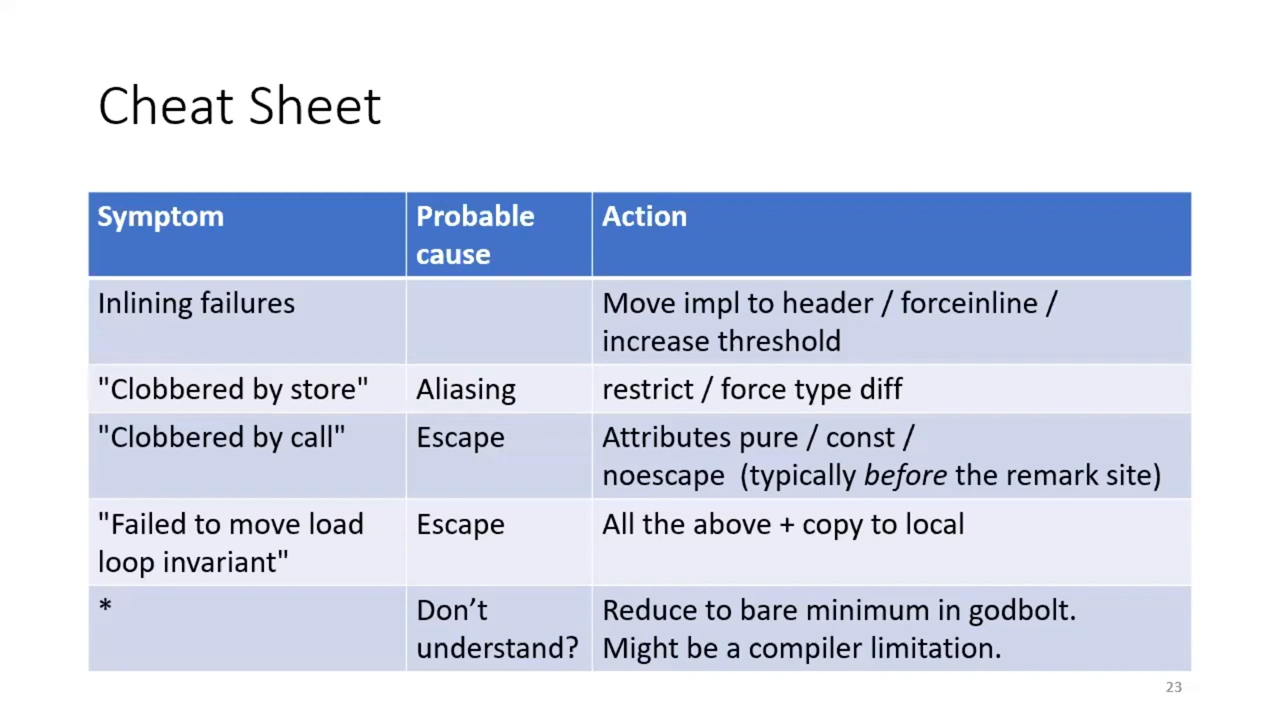 Cheat Sheet
Symptom
Probable
cause
Action
Inlining failures
Move impl to header / forceinline /
increase threshold
"Clobbered by store"
Aliasing
restrict / force type diff
"Clobbered by call"
Escape
Attributes pure / const /
noescape (typically before the remark site)
"Failed to move load
loop invariant"
Escape
All the above + copy to local
*
Don’t
understand?
Reduce to bare minimum in godbolt.
Might be a compiler limitation.
23